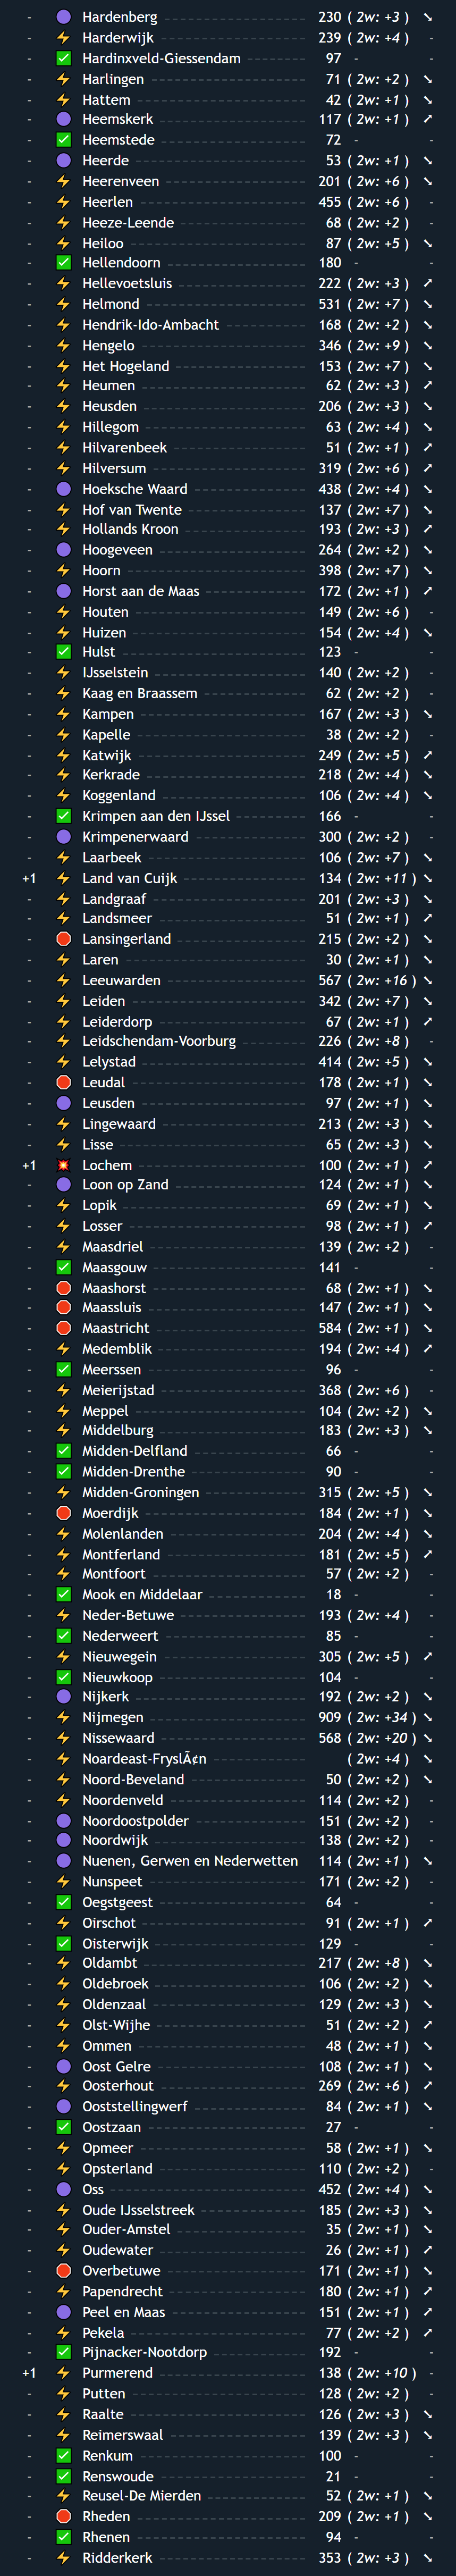 - Hardenberg 230 ( 2w: +3 ) ↘
- ⚡ Harderwijk 239 ( 2w: +4 ) -
- ✅ Hardinxveld-Giessendam 97 - -
- ⚡ Harlingen 71 ( 2w: +2 ) ↘
- ⚡ Hattem 42 ( 2w: +1 ) ↘
- Heemskerk 117 ( 2w: +1 ) ↗
- ✅ Heemstede 72 - -
- Heerde 53 ( 2w: +1 ) ↘
- ⚡ Heerenveen 201 ( 2w: +6 ) ↘
- ⚡ Heerlen 455 ( 2w: +6 ) -
- ⚡ Heeze-Leende 68 ( 2w: +2 ) -
- ⚡ Heiloo 87 ( 2w: +5 ) ↘
- ✅ Hellendoorn 180 - -
- ⚡ Hellevoetsluis 222 ( 2w: +3 ) ↗
- ⚡ Helmond 531 ( 2w: +7 ) ↘
- ⚡ Hendrik-Ido-Ambacht 168 ( 2w: +2 ) ↘
- ⚡ Hengelo 346 ( 2w: +9 ) ↘
- ⚡ Het Hogeland 153 ( 2w: +7 ) ↘
- ⚡ Heumen 62 ( 2w: +3 ) ↗
- ⚡ Heusden 206 ( 2w: +3 ) ↘
- ⚡ Hillegom 63 ( 2w: +4 ) ↘
- ⚡ Hilvarenbeek 51 ( 2w: +1 ) ↗
- ⚡ Hilversum 319 ( 2w: +6 ) ↗
- Hoeksche Waard 438 ( 2w: +4 ) ↘
- ⚡ Hof van Twente 137 ( 2w: +7 ) ↘
- ⚡ Hollands Kroon 193 ( 2w: +3 ) ↗
- Hoogeveen 264 ( 2w: +2 ) ↘
- ⚡ Hoorn 398 ( 2w: +7 ) ↘
- Horst aan de Maas 172 ( 2w: +1 ) ↗
- ⚡ Houten 149 ( 2w: +6 ) -
- ⚡ Huizen 154 ( 2w: +4 ) ↘
- ✅ Hulst 123 - -
- ⚡ IJsselstein 140 ( 2w: +2 ) -
- ⚡ Kaag en Braassem 62 ( 2w: +2 ) -
- ⚡ Kampen 167 ( 2w: +3 ) ↘
- ⚡ Kapelle 38 ( 2w: +2 ) -
- ⚡ Katwijk 249 ( 2w: +5 ) ↗
- ⚡ Kerkrade 218 ( 2w: +4 ) ↘
- ⚡ Koggenland 106 ( 2w: +4 ) ↘
- ✅ Krimpen aan den IJssel 166 - -
- Krimpenerwaard 300 ( 2w: +2 ) -
- ⚡ Laarbeek 106 ( 2w: +7 ) ↘
+1 ⚡ Land van Cuijk 134 ( 2w: +11 ) ↘
- ⚡ Landgraaf 201 ( 2w: +3 ) ↘
- ⚡ Landsmeer 51 ( 2w: +1 ) ↗
- Lansingerland 215 ( 2w: +2 ) ↘
- ⚡ Laren 30 ( 2w: +1 ) ↘
- ⚡ Leeuwarden 567 ( 2w: +16 ) ↘
- ⚡ Leiden 342 ( 2w: +7 ) ↘
- ⚡ Leiderdorp 67 ( 2w: +1 ) ↗
- ⚡ Leidschendam-Voorburg 226 ( 2w: +8 ) -
- ⚡ Lelystad 414 ( 2w: +5 ) ↘
- Leudal 178 ( 2w: +1 ) ↘
- Leusden 97 ( 2w: +1 ) ↘
- ⚡ Lingewaard 213 ( 2w: +3 ) ↘
- ⚡ Lisse 65 ( 2w: +3 ) ↘
+1 Lochem 100 ( 2w: +1 ) ↗
- Loon op Zand 124 ( 2w: +1 ) ↘
- ⚡ Lopik 69 ( 2w: +1 ) ↘
- ⚡ Losser 98 ( 2w: +1 ) ↗
- ⚡ Maasdriel 139 ( 2w: +2 ) -
- ✅ Maasgouw 141 - -
- Maashorst 68 ( 2w: +1 ) ↘
- Maassluis 147 ( 2w: +1 ) ↘
- Maastricht 584 ( 2w: +1 ) ↘
- ⚡ Medemblik 194 ( 2w: +4 ) ↗
- ✅ Meerssen 96 - -
- ⚡ Meierijstad 368 ( 2w: +6 ) -
- ⚡ Meppel 104 ( 2w: +2 ) ↘
- ⚡ Middelburg 183 ( 2w: +3 ) ↘
- ✅ Midden-Delfland 66 - -
- ✅ Midden-Drenthe 90 - -
- ⚡ Midden-Groningen 315 ( 2w: +5 ) ↘
- Moerdijk 184 ( 2w: +1 ) ↘
- ⚡ Molenlanden 204 ( 2w: +4 ) ↘
- ⚡ Montferland 181 ( 2w: +5 ) ↗
- ⚡ Montfoort 57 ( 2w: +2 ) -
- ✅ Mook en Middelaar 18 - -
- ⚡ Neder-Betuwe 193 ( 2w: +4 ) -
- ✅ Nederweert 85 - -
- ⚡ Nieuwegein 305 ( 2w: +5 ) ↗
- ✅ Nieuwkoop 104 - -
- Nijkerk 192 ( 2w: +2 ) ↘
- ⚡ Nijmegen 909 ( 2w: +34 ) ↘
- ⚡ Nissewaard 568 ( 2w: +20 ) ↘
- ⚡ Noardeast-FryslÃ¢n ( 2w: +4 ) ↘
- ⚡ Noord-Beveland 50 ( 2w: +2 ) ↘
- ⚡ Noordenveld 114 ( 2w: +2 ) -
- Noordoostpolder 151 ( 2w: +2 ) -
- Noordwijk 138 ( 2w: +2 ) -
- Nuenen, Gerwen en Nederwetten 114 ( 2w: +1 ) ↘
- ⚡ Nunspeet 171 ( 2w: +2 ) -
- ✅ Oegstgeest 64 - -
- ⚡ Oirschot 91 ( 2w: +1 ) ↗
- ✅ Oisterwijk 129 - -
- ⚡ Oldambt 217 ( 2w: +8 ) ↘
- ⚡ Oldebroek 106 ( 2w: +2 ) ↘
- ⚡ Oldenzaal 129 ( 2w: +3 ) ↘
- ⚡ Olst-Wijhe 51 ( 2w: +2 ) ↗
- ⚡ Ommen 48 ( 2w: +1 ) ↘
- Oost Gelre 108 ( 2w: +1 ) ↘
- ⚡ Oosterhout 269 ( 2w: +6 ) ↗
- Ooststellingwerf 84 ( 2w: +1 ) ↘
- ✅ Oostzaan 27 - -
- ⚡ Opmeer 58 ( 2w: +1 ) ↘
- ⚡ Opsterland 110 ( 2w: +2 ) -
- Oss 452 ( 2w: +4 ) ↘
- ⚡ Oude IJsselstreek 185 ( 2w: +3 ) ↘
- ⚡ Ouder-Amstel 35 ( 2w: +1 ) ↘
- ⚡ Oudewater 26 ( 2w: +1 ) ↗
- Overbetuwe 171 ( 2w: +1 ) ↘
- ⚡ Papendrecht 180 ( 2w: +1 ) ↗
- Peel en Maas 151 ( 2w: +1 ) ↗
- ⚡ Pekela 77 ( 2w: +2 ) ↗
- ✅ Pijnacker-Nootdorp 192 - -
+1 ⚡ Purmerend 138 ( 2w: +10 ) -
- ⚡ Putten 128 ( 2w: +2 ) -
- ⚡ Raalte 126 ( 2w: +3 ) ↘
- ⚡ Reimerswaal 139 ( 2w: +3 ) ↘
- ✅ Renkum 100 - -
- ✅ Renswoude 21 - -
- ⚡ Reusel-De Mierden 52 ( 2w: +1 ) ↘
- Rheden 209 ( 2w: +1 ) ↘
- ✅ Rhenen 94 - -
- ⚡ Ridderkerk 353 ( 2w: +3 ) ↘